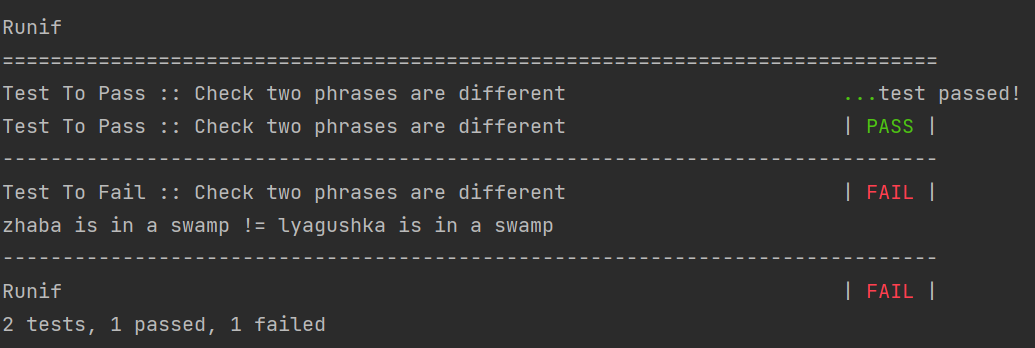 Runif
==============================================================================
Test To Pass :: Check two phrases are different                       ...test passed!
Test To Pass :: Check two phrases are different                       | PASS |
------------------------------------------------------------------------------
Test To Fail :: Check two phrases are different                       | FAIL |
zhaba is in a swamp != lyagushka is in a swamp
------------------------------------------------------------------------------
Runif                                                                 | FAIL |
2 tests, 1 passed, 1 failed